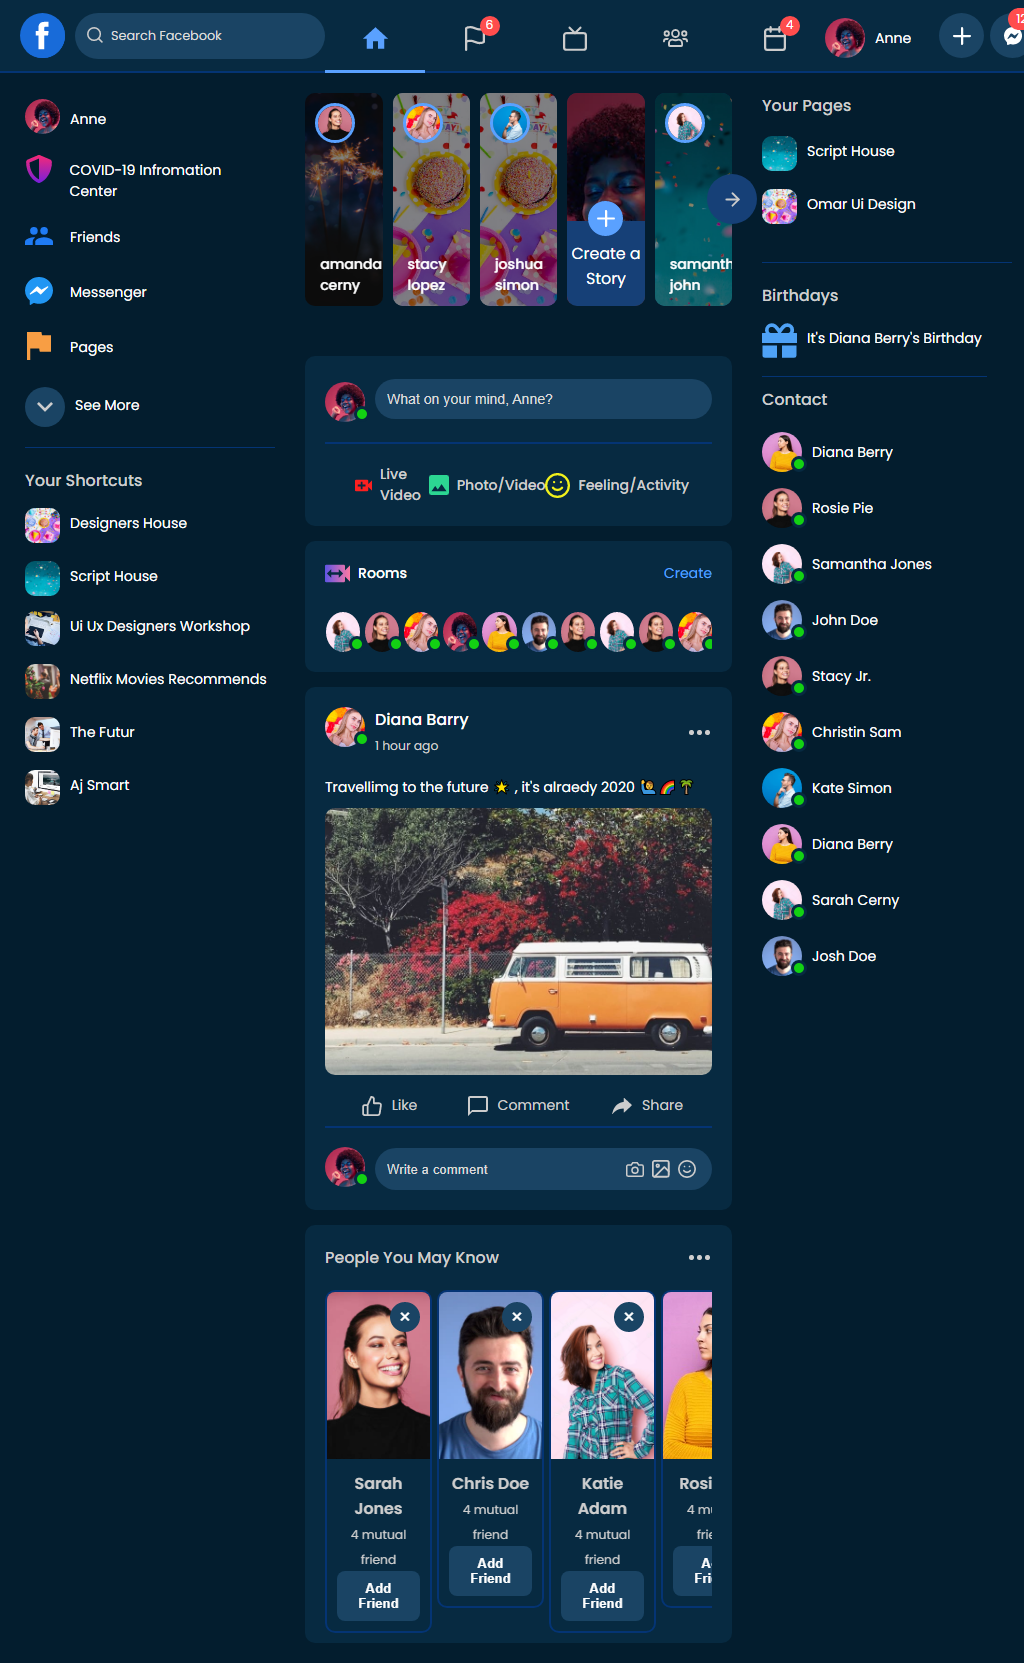 f
Search Facebook
6
4
Anne
12
Anne
COVID-19 Infromation
Center
Friends
Messenger
Pages
See More
Your Shortcuts
Designers House
Script House
Ui Ux Designers Workshop
Netflix Movies Recommends
The Futur
Aj Smart
amanda
cerny
stacy
lopez
joshua
simon
Create a
Story
samanth
john
What on your mind, Anne?
Live
Video
Photo/Video
Feeling/Activity
Rooms
Create
Diana Barry
1 hour ago
Travellimg to the future 🌟 , it's alraedy 2020 🙋 🌈 🌴
Like
Comment
Share
Write a comment
People You May Know
Sarah
Jones
4 mutual
friend
Add
Friend
Chris Doe
4 mutual
friend
Add
Friend
Katie
Adam
4 mutual
friend
Add
Friend
Rosi
4 mu
frie
A
Fri
Your Pages
Script House
Omar Ui Design
Birthdays
It's Diana Berry's Birthday
Contact
Diana Berry
Rosie Pie
Samantha Jones
John Doe
Stacy Jr.
Christin Sam
Kate Simon
Diana Berry
Sarah Cerny
Josh Doe